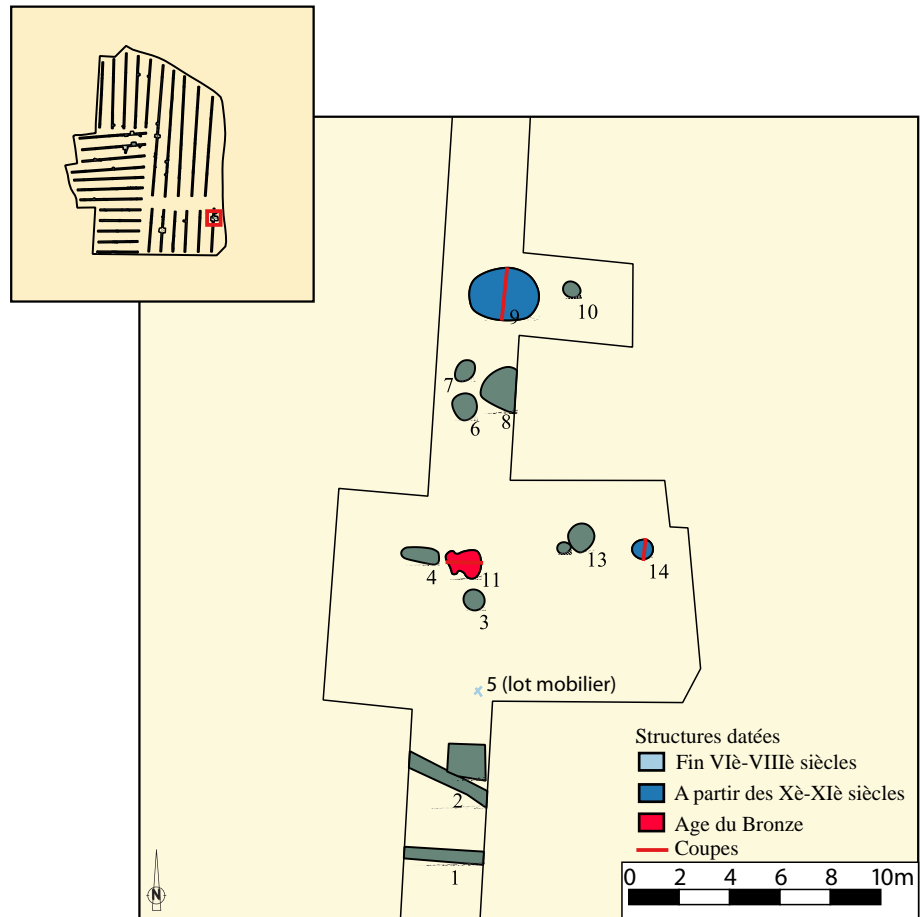 9
10
7
6
8
4
11
13
14
3
5 (lot mobilier)
2
1
Structures datées
Fin VIè-VIIIè siècles
A partir des Xè-XIè siècles
Age du Bronze
Coupes
N
0 2 4 6 8 10m